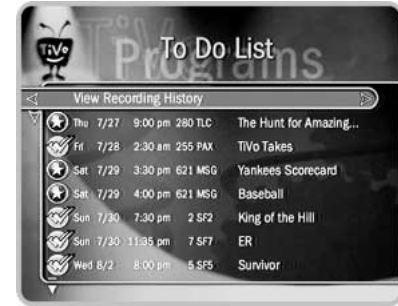 TiVo
To Do List
Programs
View Recording History
Thu 7/27 9:00 pm 280 TLC The Hunt for Amazing...
Fri 7/28 2:30 am 255 PAX TiVo Takes
Sat 7/29 3:30 pm 621 MSG Yankees Scorecard
Sat 7/29 4:00 pm 621 MSG Baseball
Sun 7/30 7:30 pm 2 SF2 King of the Hill
Sun 7/30 11:35 pm 7 SF7 ER
Wed 8/2 8:00 pm 5 SF5 Survivor